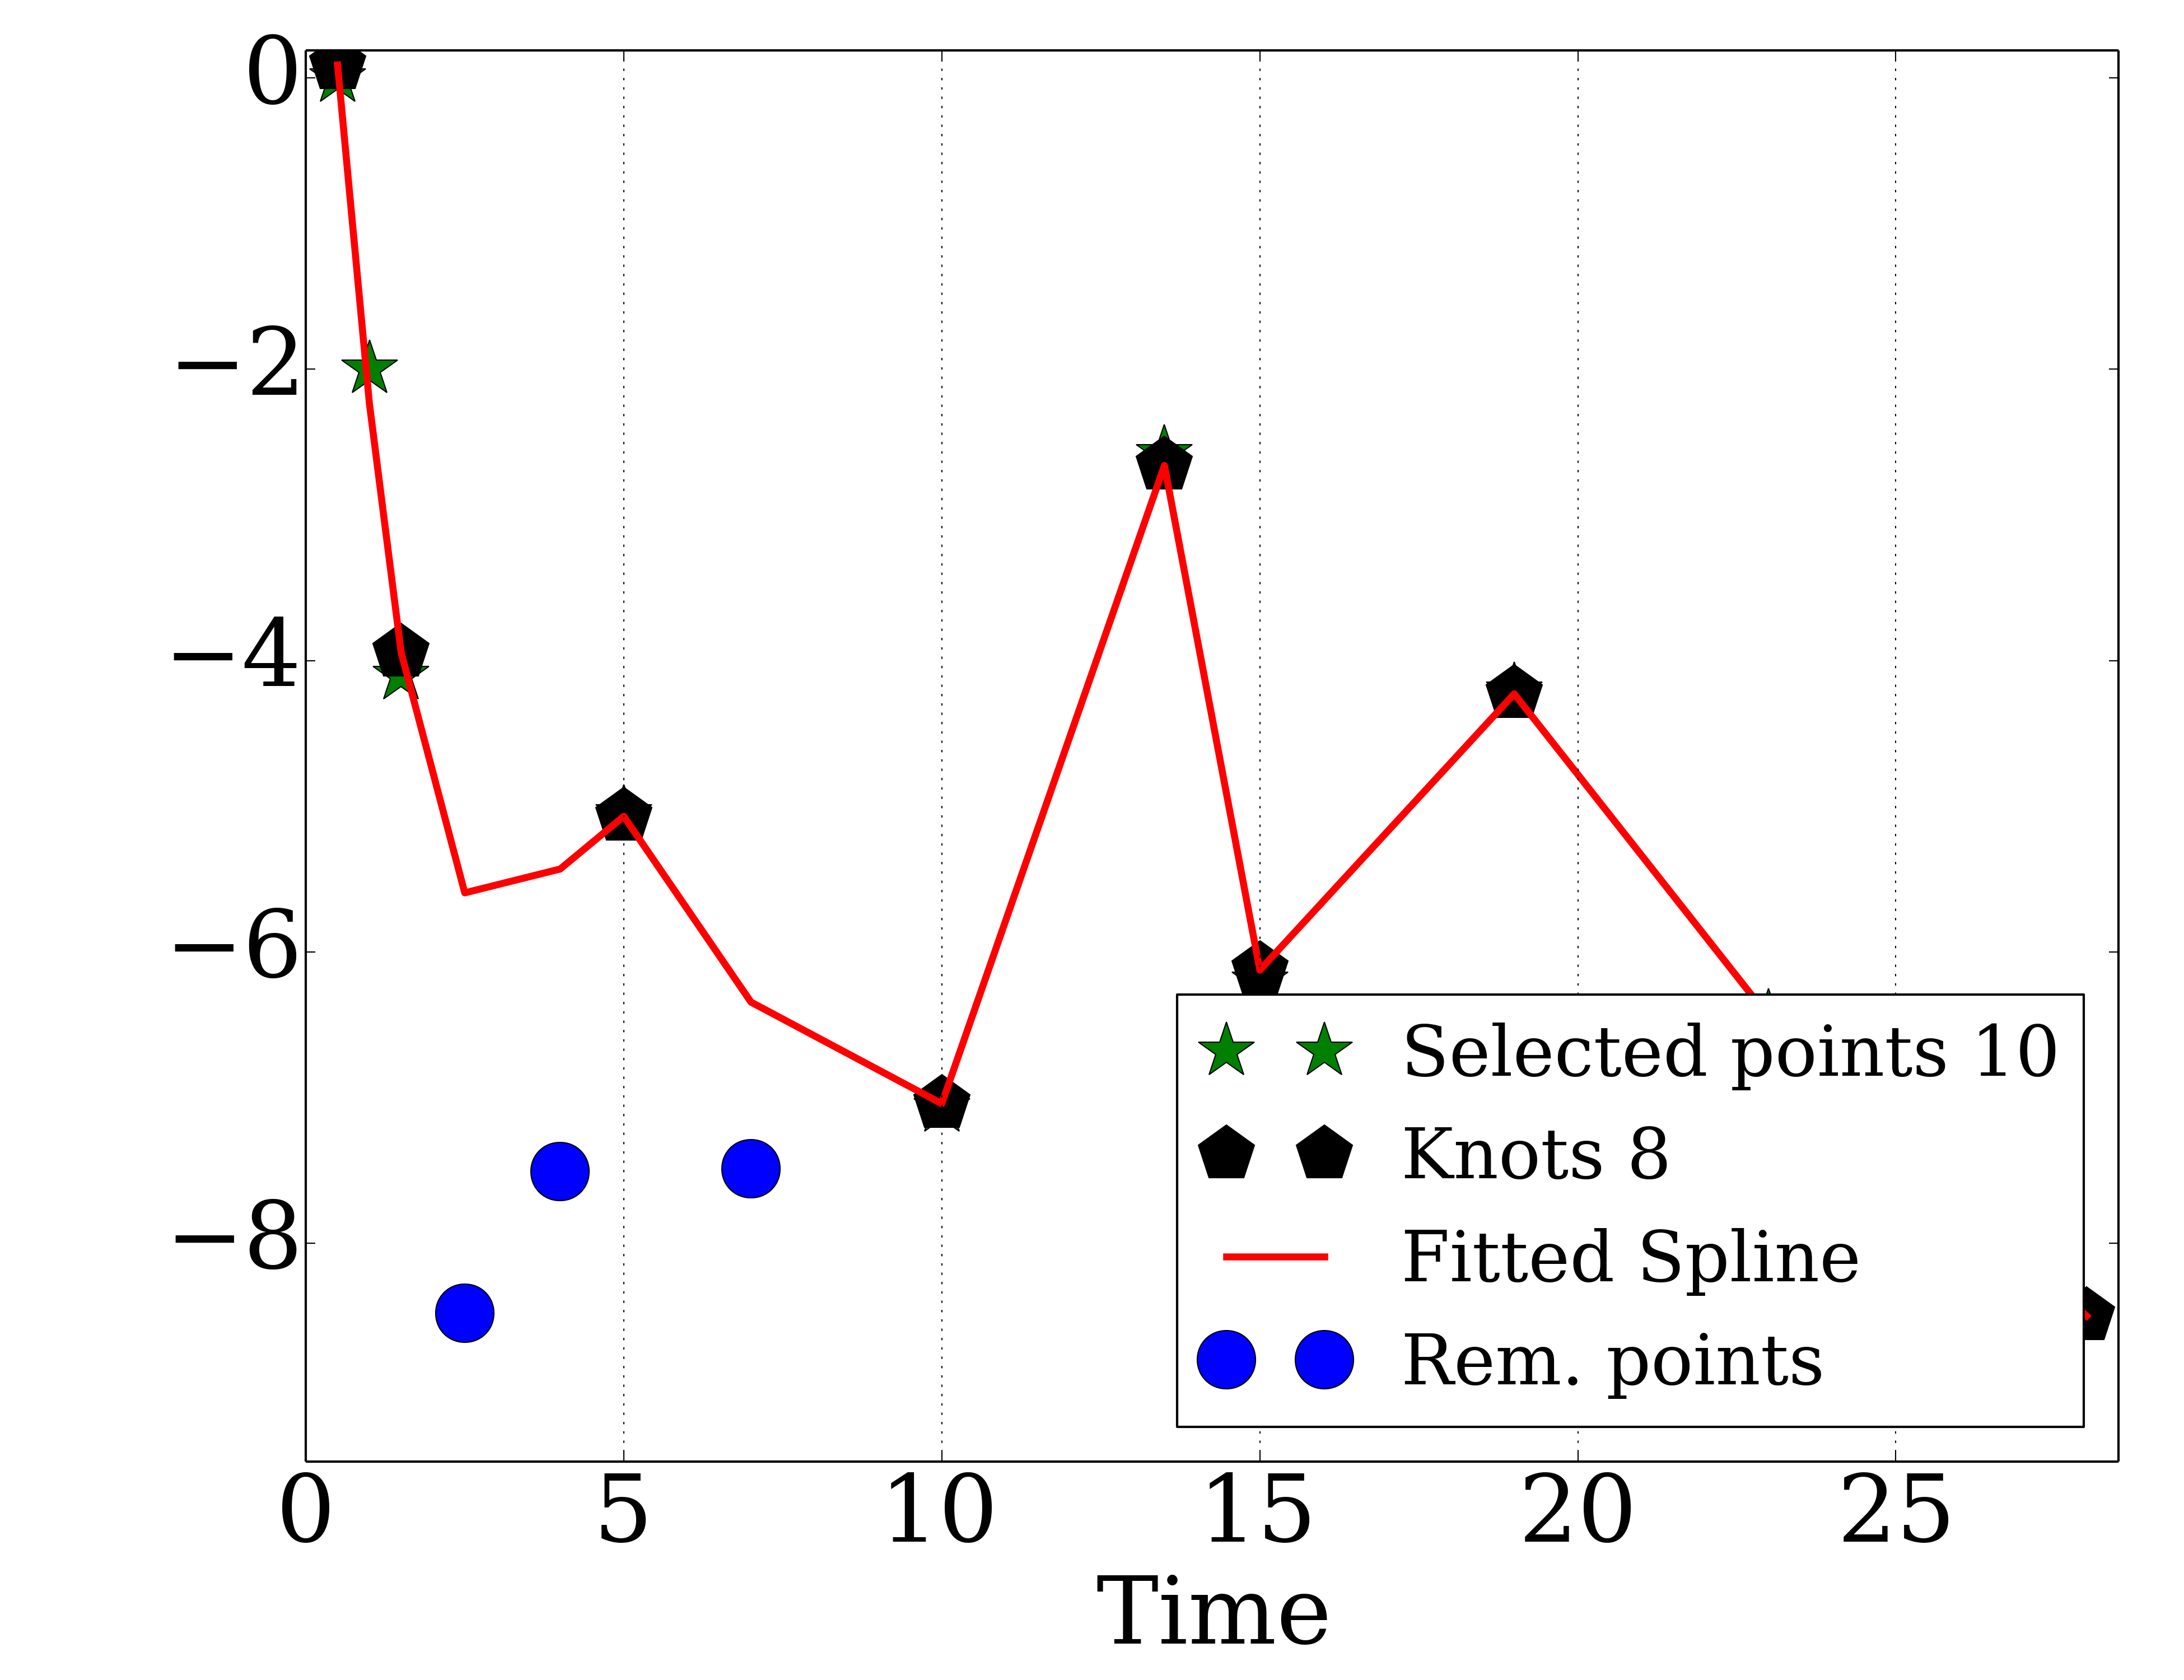 0
−2
−4
−6
−8
Selected points 10
Knots 8
Fitted Spline
Rem. points
0 5 10 15 20 25
Time